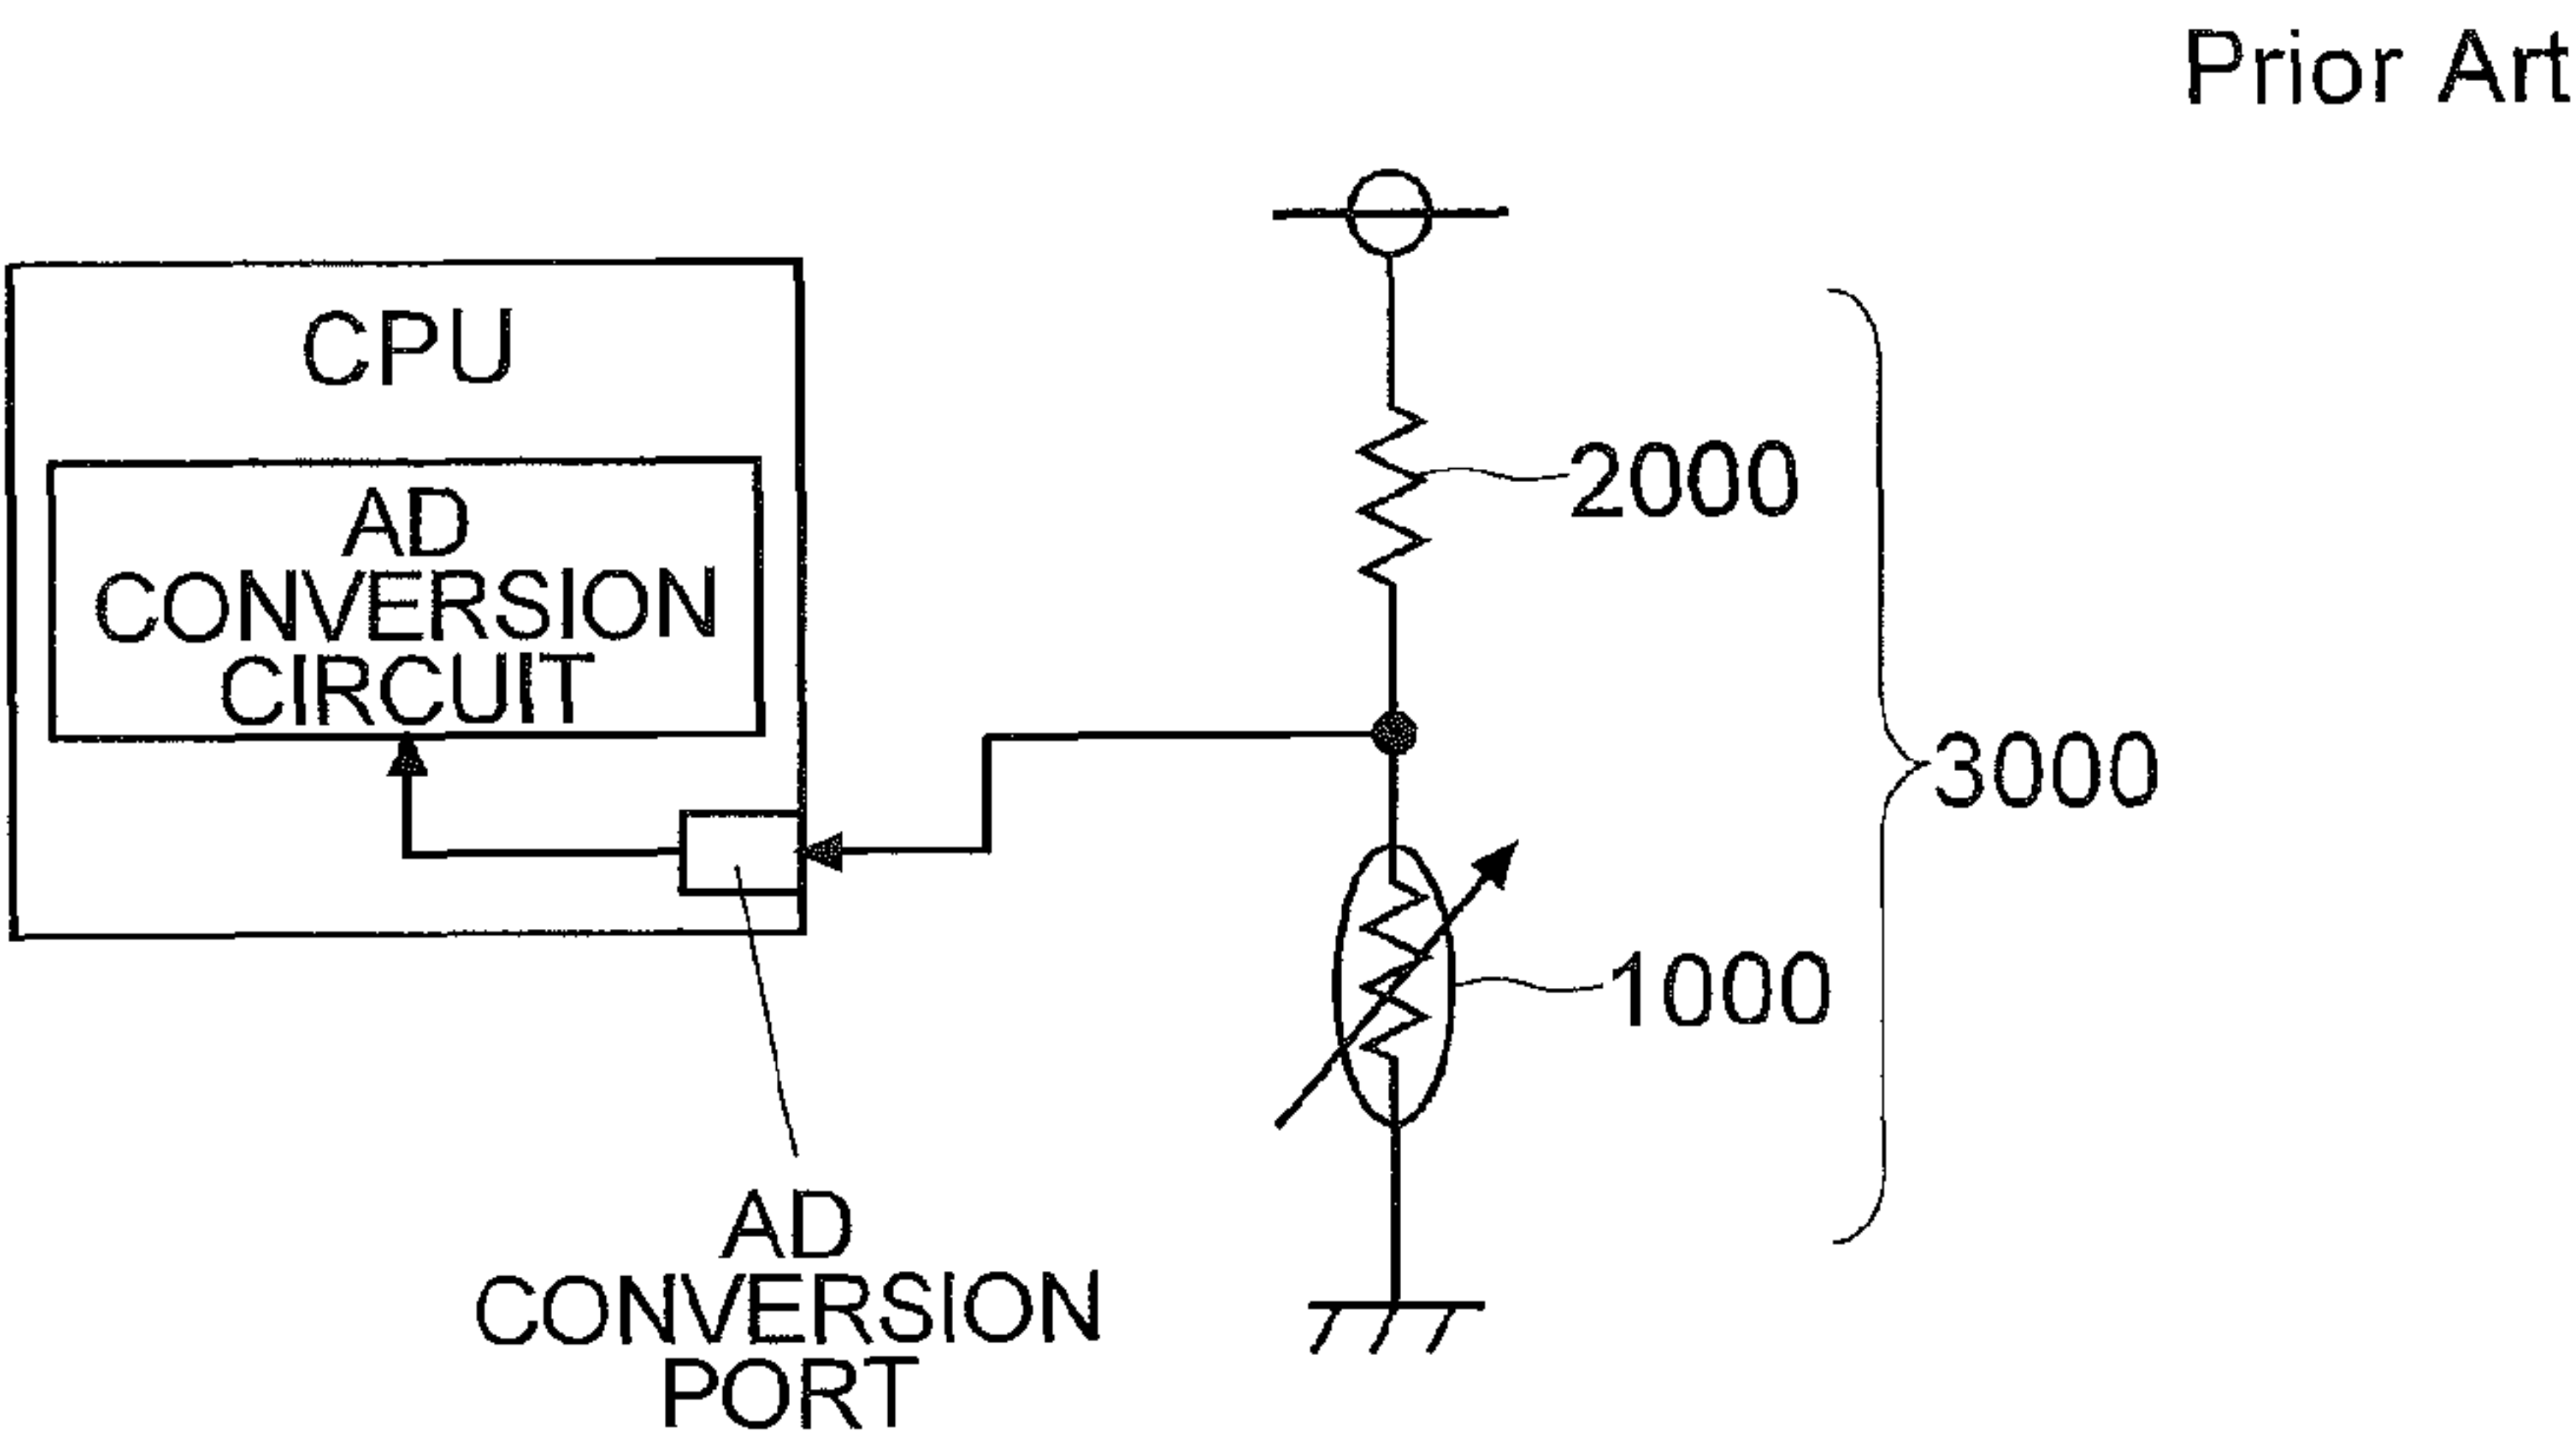 Prior Art
CPU
AD
CONVERSION
CIRCUIT
2000
3000
1000
AD
CONVERSION
PORT